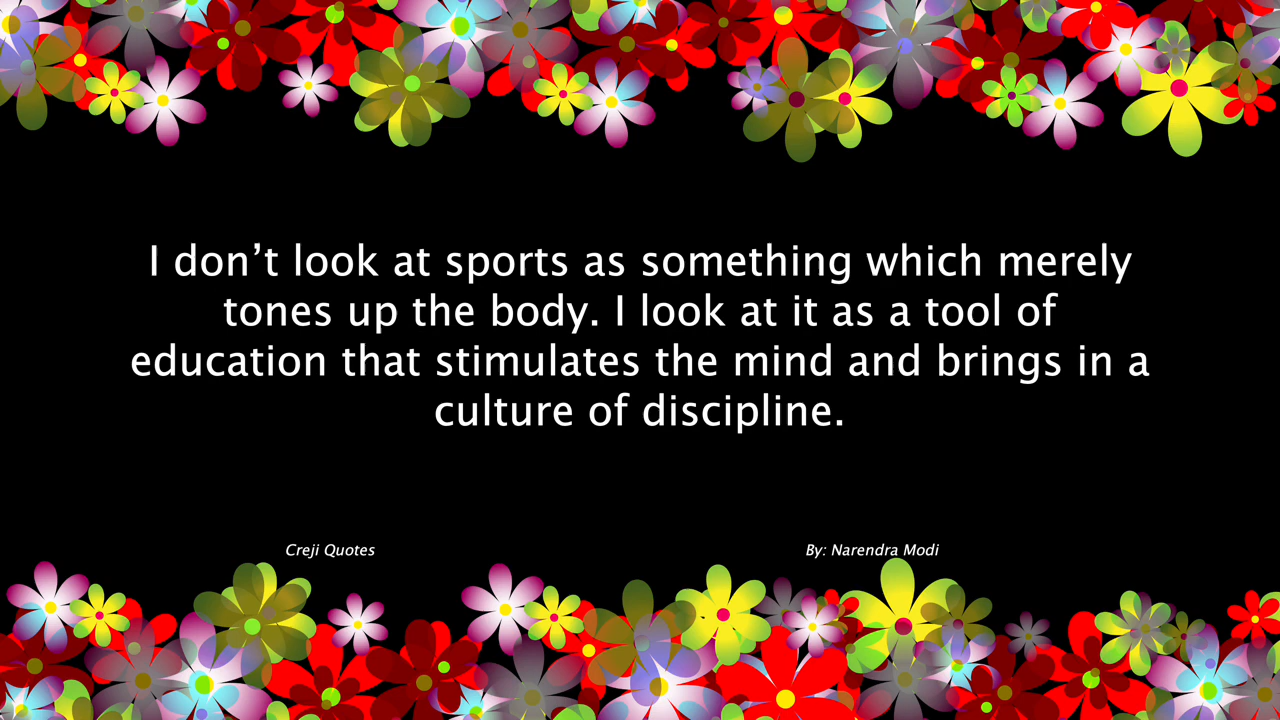 I don’t look at sports as something which merely
tones up the body. I look at it as a tool of
education that stimulates the mind and brings in a
culture of discipline.
Creji Quotes
By: Narendra Modi